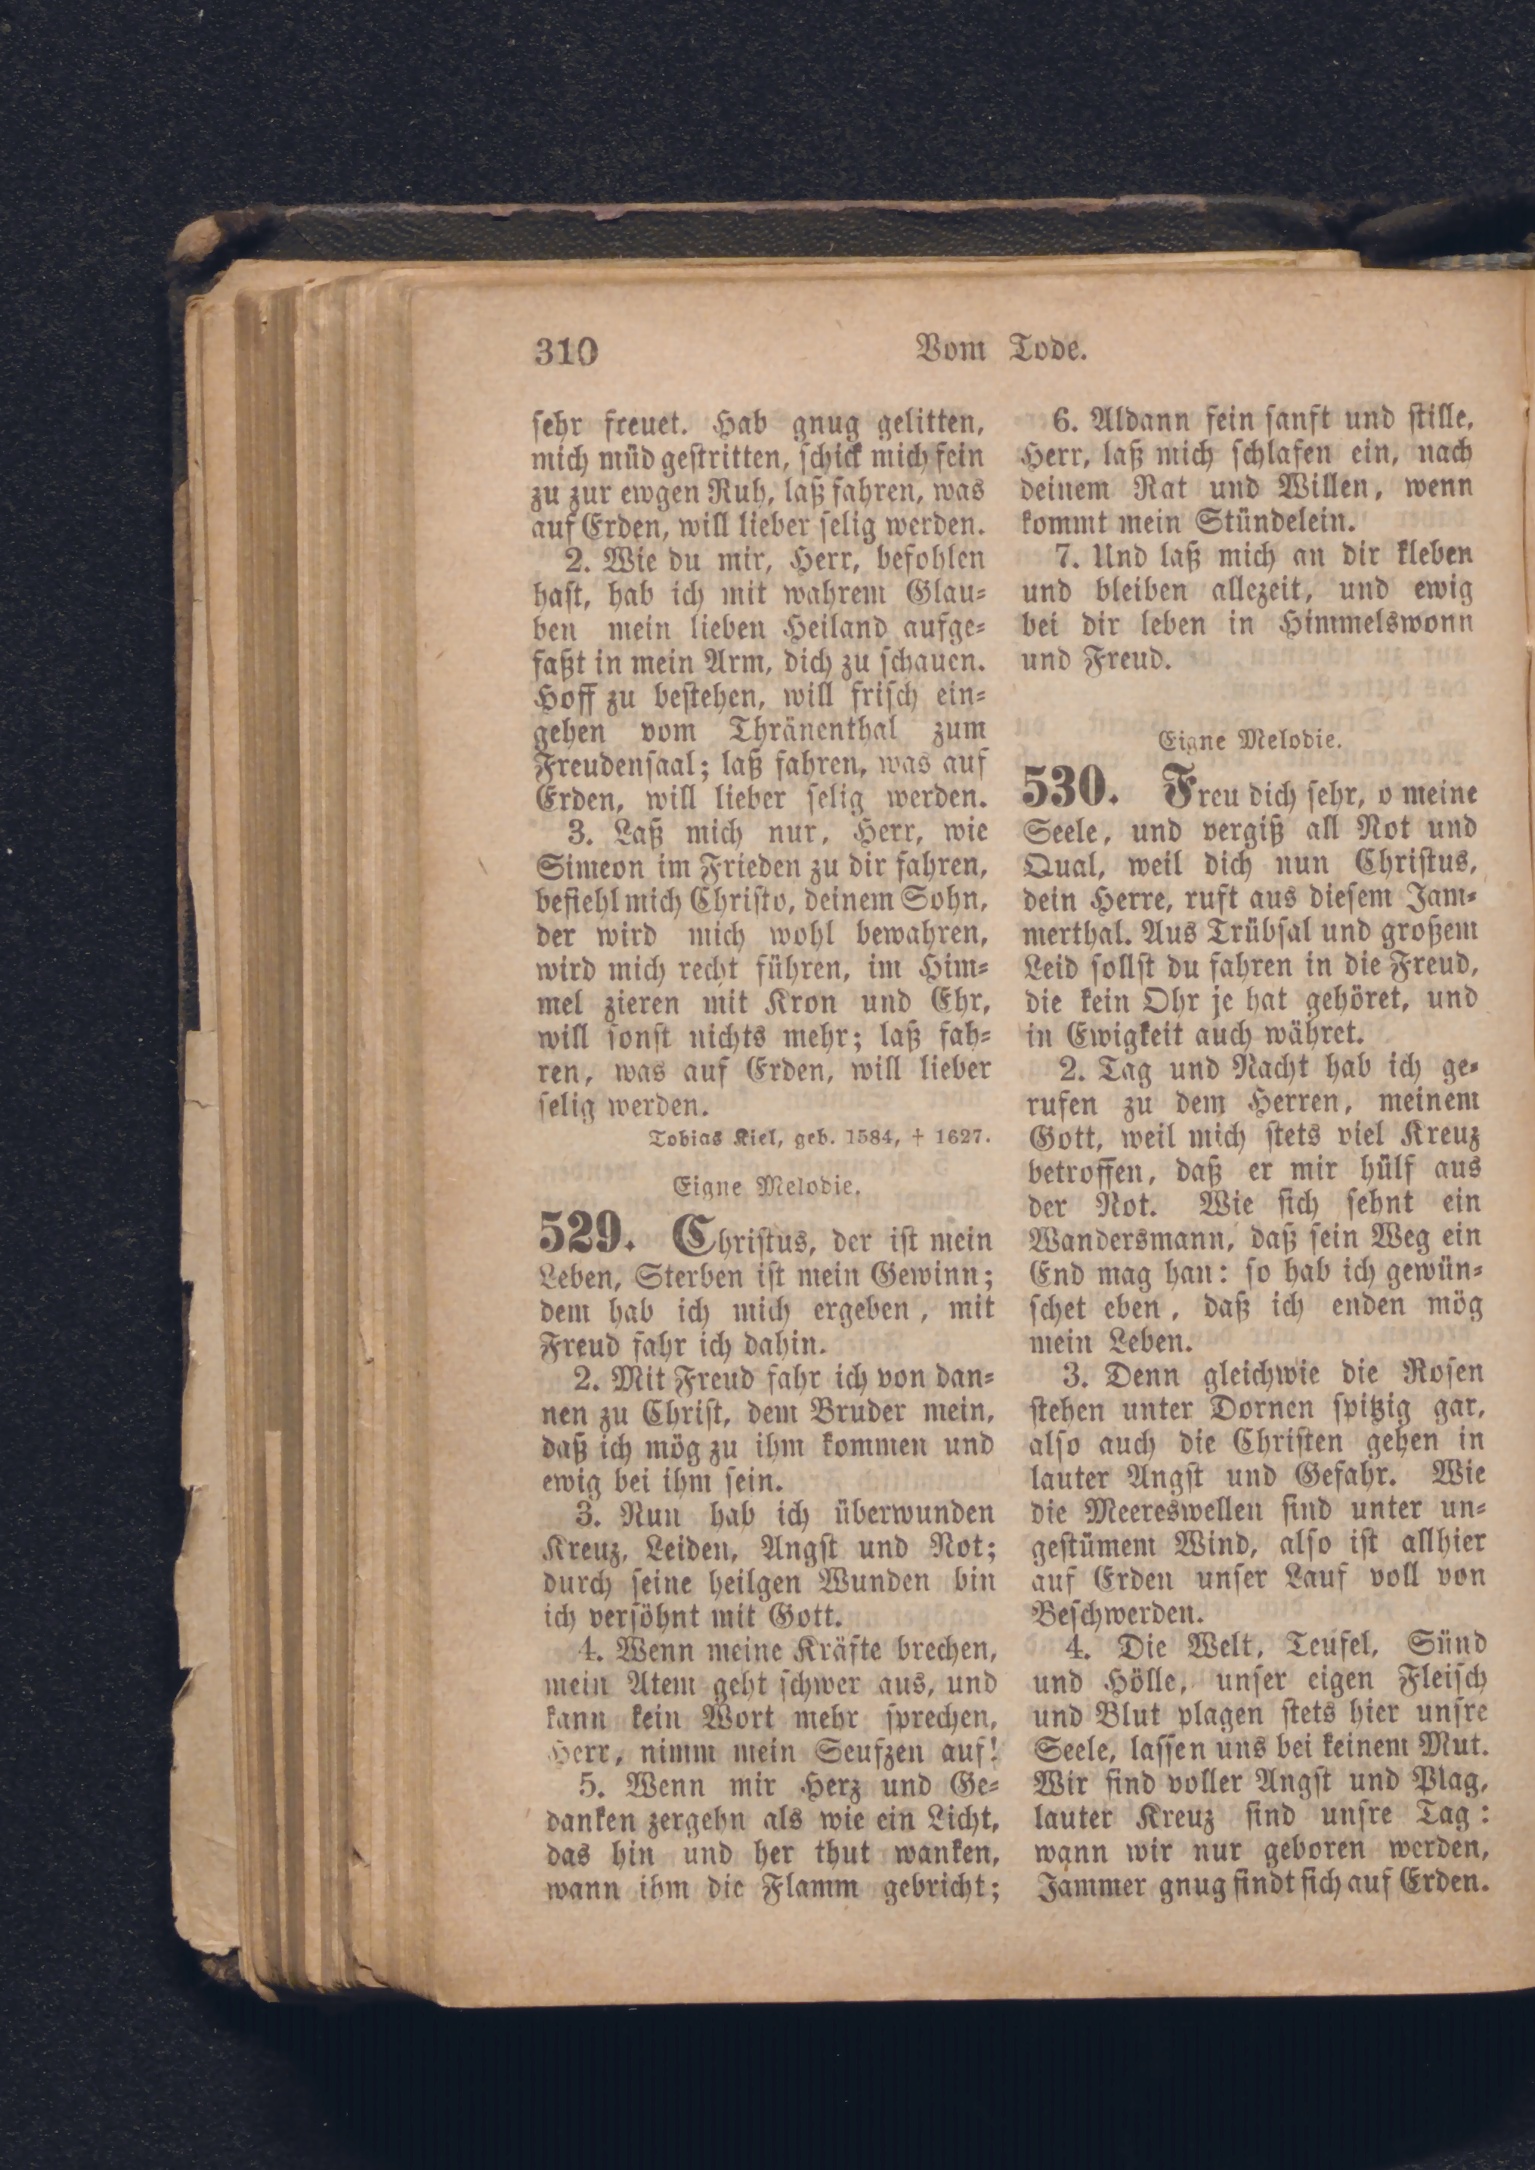 310 Vom Tode.
sehr freuet. Hab gnug gelitten,
mich müd gestritten, schick mich fein
zu zur ewgen Ruh, laß fahren, was
auf Erden, will lieber selig werden.
2. Wie du mir, Herr, befohlen
hast, hab ich mit wahrem Glau-
ben mein lieben Heiland aufge-
faßt in mein Arm, dich zu schauen.
Hoff zu bestehen, will frisch ein-
gehen vom Thränenthal zum
Freudensaal; laß fahren, was auf
Erden, will lieber selig werden.
3. Laß mich nur, Herr, wie
Simeon im Frieden zu dir fahren,
befiehl mich Christo, deinem Sohn,
der wird mich wohl bewahren,
wird mich recht führen, im Him-
mel zieren mit Kron und Ehr,
will sonst nichts mehr; laß fah-
ren, was auf Erden, will lieber
selig werden.
Tobias Kiel, geb. 1584, † 1627.
Eigne Melodie.
529. Christus, der ist mein
Leben, Sterben ist mein Gewinn;
dem hab ich mich ergeben, mit
Freud fahr ich dahin.
2. Mit Freud fahr ich von dan-
nen zu Christ, dem Bruder mein,
daß ich mög zu ihm kommen und
ewig bei ihm sein.
3. Nun hab ich überwunden
Kreuz, Leiden, Angst und Not;
durch seine heilgen Wunden bin
ich versöhnt mit Gott.
4. Wenn meine Kräfte brechen,
mein Atem geht schwer aus, und
kann kein Wort mehr sprechen,
Herr, nimm mein Seufzen auf!
5. Wenn mir Herz und Ge-
danken zergehn als wie ein Licht,
das hin und her thut wanken,
wann ihm die Flamm gebricht;
6. Aldann fein sanft und stille,
Herr, laß mich schlafen ein, nach
deinem Rat und Willen, wenn
kommt mein Stündelein.
7. Und laß mich an dir kleben
und bleiben allezeit, und ewig
bei dir leben in Himmelswonn
und Freud.
Eigne Melodie.
530. Freu dich sehr, o meine
Seele, und vergiß all Not und
Qual, weil dich nun Christus,
dein Herre, ruft aus diesem Jam-
merthal. Aus Trübsal und großem
Leid sollst du fahren in die Freud,
die kein Ohr je hat gehöret, und
in Ewigkeit auch währet.
2. Tag und Nacht hab ich ge-
rufen zu dem Herren, meinem
Gott, weil mich stets viel Kreuz
betroffen, daß er mir hülf aus
der Not. Wie sich sehnt ein
Wandersmann, daß sein Weg ein
End mag han: so hab ich gewün-
schet eben, daß ich enden mög
mein Leben.
3. Denn gleichwie die Rosen
stehen unter Dornen spitzig gar,
also auch die Christen gehen in
lauter Angst und Gefahr. Wie
die Meereswellen sind unter un-
gestümem Wind, also ist allhier
auf Erden unser Lauf voll von
Beschwerden.
4. Die Welt, Teufel, Sünd
und Hölle, unser eigen Fleisch
und Blut plagen stets hier unsre
Seele, lassen uns bei keinem Mut.
Wir sind voller Angst und Plag,
lauter Kreuz sind unsre Tag:
wann wir nur geboren werden,
Jammer gnug findt sich auf Erden.